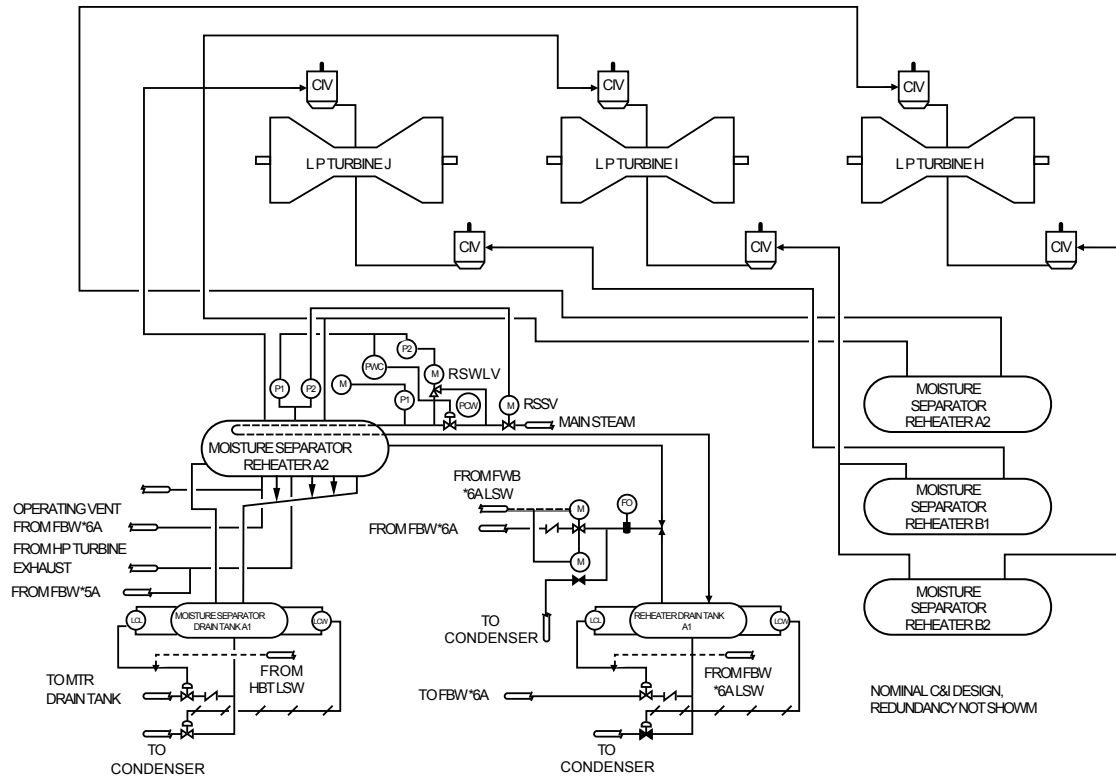 CIV
CIV
CIV
L P TURBINE J
L P TURBINE I
L P TURBINE H
CIV
CIV
CIV
P1
P2
PWC
P2
M
RSWLV
M
P1
PCW
M
RSSV
MAIN STEAM
MOISTURE SEPARATOR
REHEATER A2
MOISTURE
SEPARATOR
REHEATER A2
MOISTURE
SEPARATOR
REHEATER B1
MOISTURE
SEPARATOR
REHEATER B2
OPERATING VENT
FROM FBW*6A
FROM HP TURBINE
EXHAUST
FROM FBW*5A
FROM FWB
*6A LSW
FROM FBW*6A
M
M
FO
TO
CONDENSER
LCL
MOISTURE SEPARATOR
DRAIN TANK A1
LCW
FROM
HBT LSW
TO MTR
DRAIN TANK
TO
CONDENSER
LCL
REHEATER DRAIN TANK
A1
LCW
FROM FBW
*6A LSW
TO FBW*6A
TO
CONDENSER
NOMINAL C&I DESIGN,
REDUNDANCY NOT SHOWM